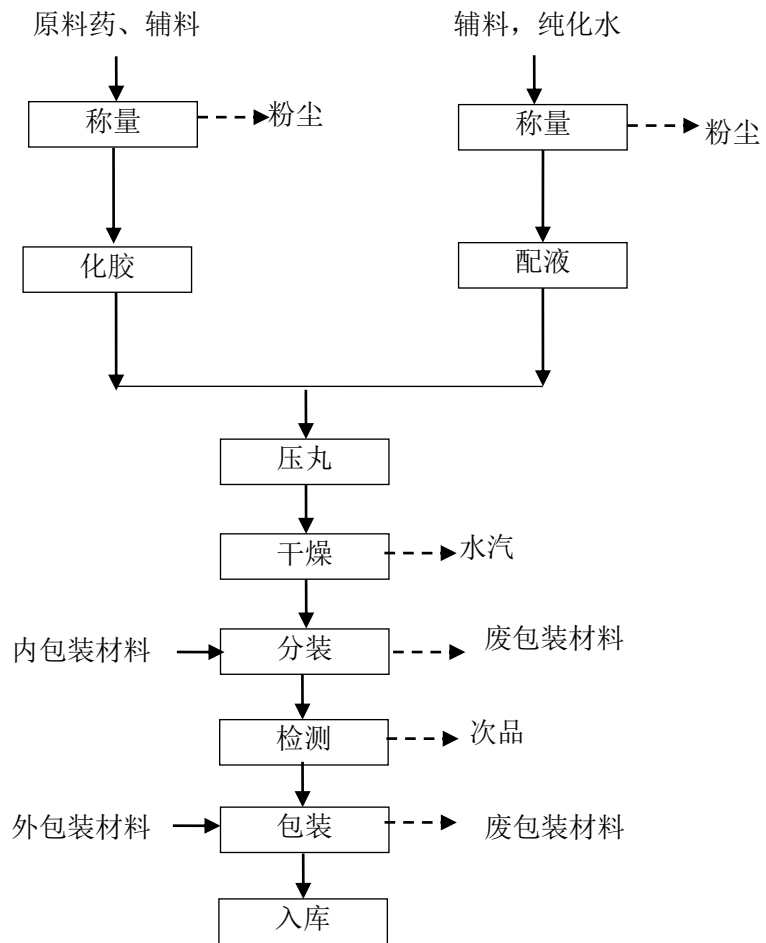 原料药、辅料
辅料，纯化水
称量
粉尘
称量
粉尘
化胶
配液
压丸
干燥
水汽
内包装材料
分装
废包装材料
检测
次品
外包装材料
包装
废包装材料
入库